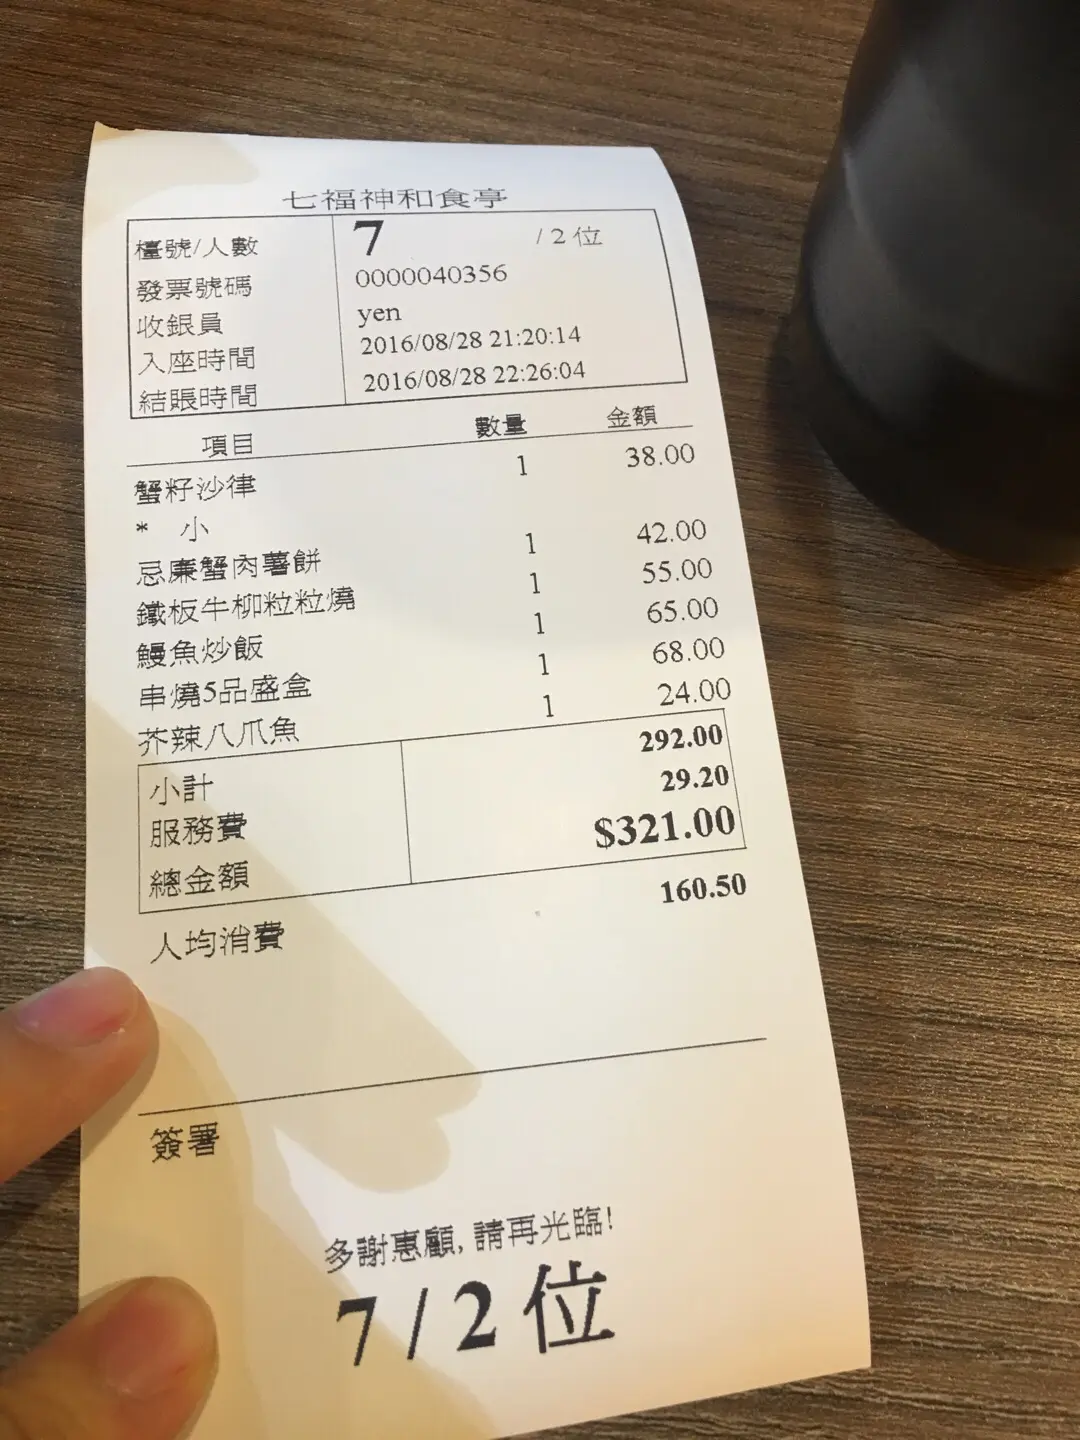 七福神和食亭
檯號/人數 7 / 2 位
發票號碼 0000040356
收銀員 yen
入座時間 2016/08/28 21:20:14
結賬時間 2016/08/28 22:26:04
項目 數量 金額
蟹籽沙律 1 38.00
* 小
忌廉蟹肉薯餅 1 42.00
鐵板牛柳粒粒燒 1 55.00
鰻魚炒飯 1 65.00
串燒5品盛盒 1 68.00
芥辣八爪魚 1 24.00
小計 292.00
服務費 29.20
總金額 $321.00
人均消費 160.50
簽署
多謝惠顧, 請再光臨!
7 / 2 位